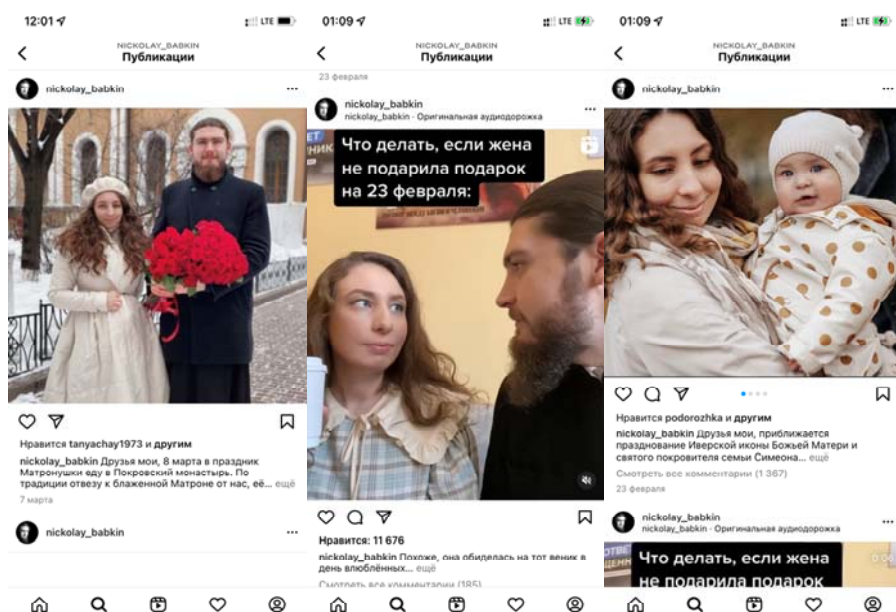 12:01
LTE
NICKOLAY_BABKIN
Публикации
nickolay_babkin
Нравится tanyachay1973 и другим
nickolay_babkin Друзья мои, 8 марта в праздник
Матронушки еду в Покровский монастырь. По
традиции отвезу к блаженной Матроне от нас, её... ещё
7 марта
nickolay_babkin
01:09
LTE
NICKOLAY_BABKIN
Публикации
23 февраля
nickolay_babkin
nickolay_babkin · Оригинальная аудиодорожка
Что делать, если жена
не подарила подарок
на 23 февраля:
Нравится: 11 676
nickolay_babkin Похоже, она обиделась на тот веник в
день влюблённых... ещё
Смотреть все комментарии (185)
01:09
LTE
NICKOLAY_BABKIN
Публикации
nickolay_babkin
Нравится podorozhka и другим
nickolay_babkin Друзья мои, приближается
празднование Иверской иконы Божьей Матери и
святого покровителя семьи Симеона... ещё
Смотреть все комментарии (1 367)
23 февраля
nickolay_babkin
nickolay_babkin · Оригинальная аудиодорожка
Что делать, если жена
не подарила подарок